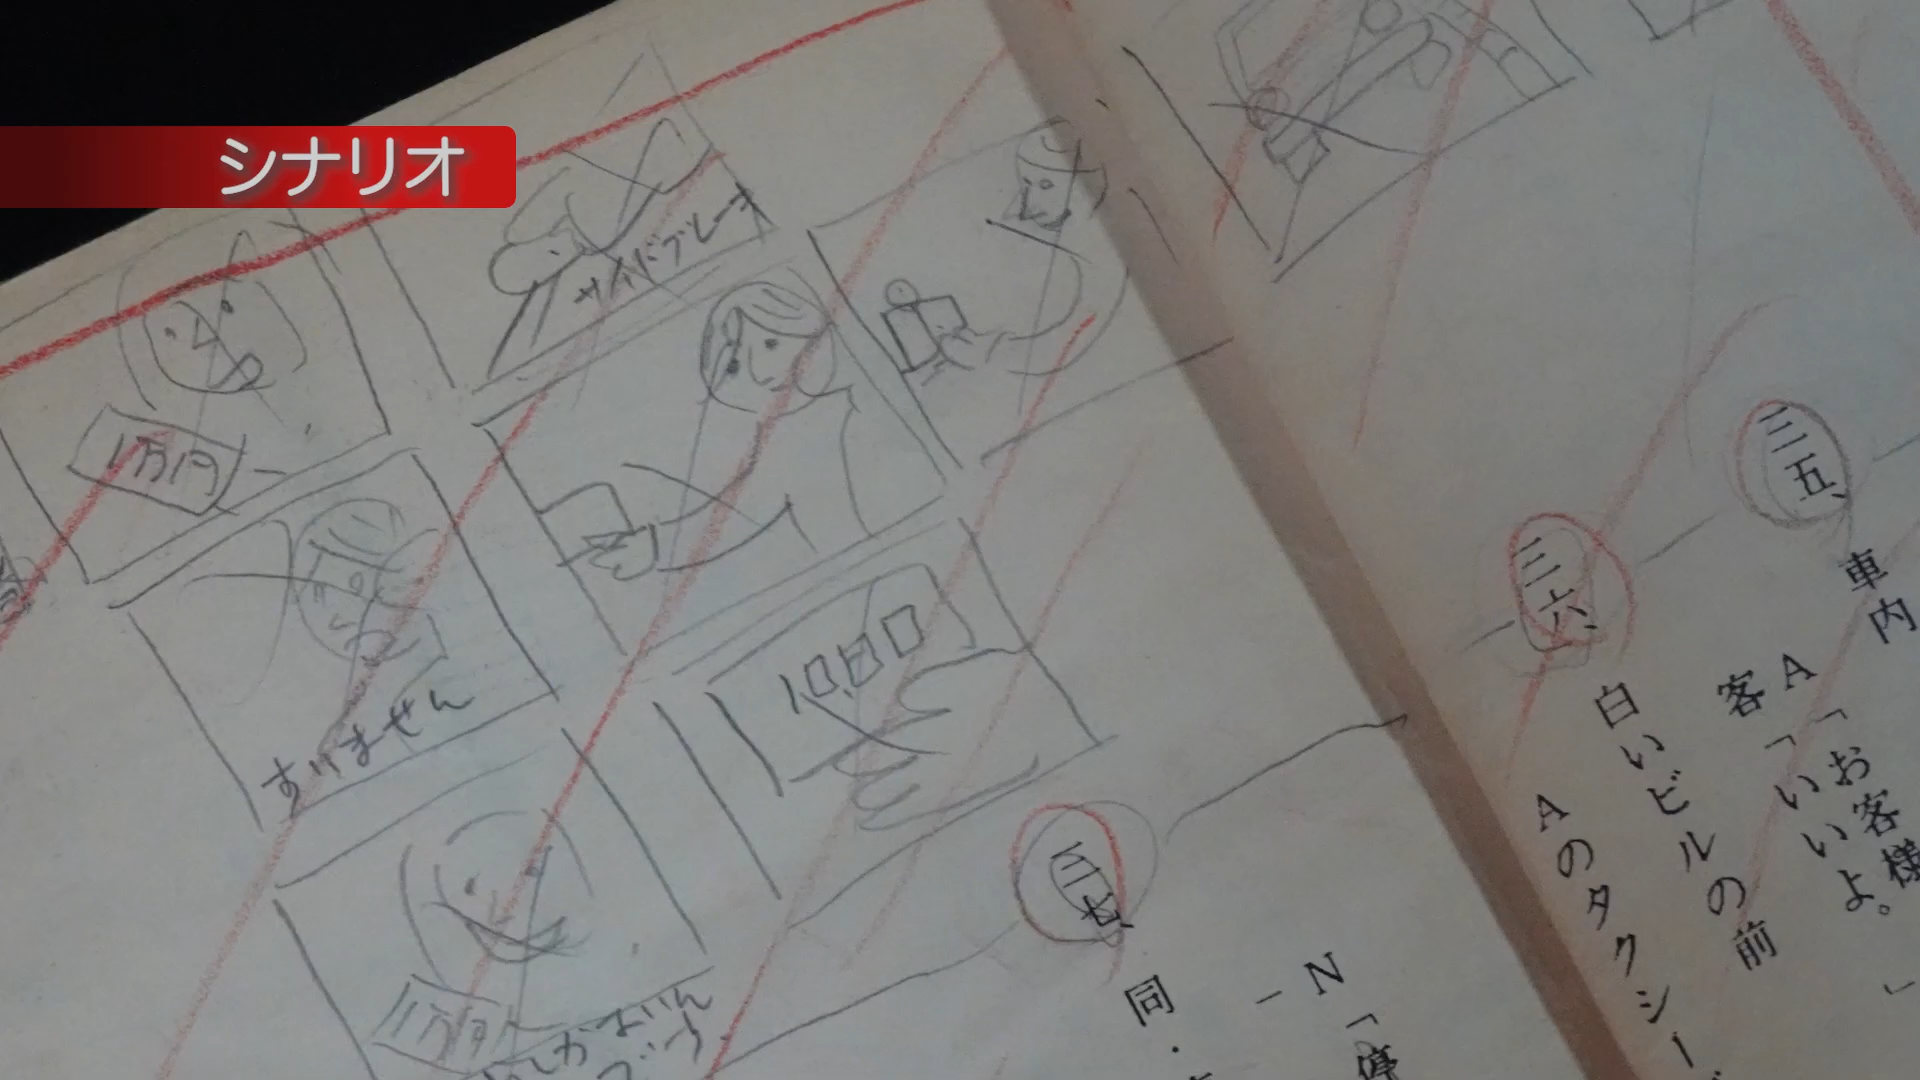 シナリオ
三五、
車内
A「お客様
客「いいよ。」
三六、
白いビルの前
Aのタクシー
三七、
同・
N「停
サイドブレーキ
1万円
すいません